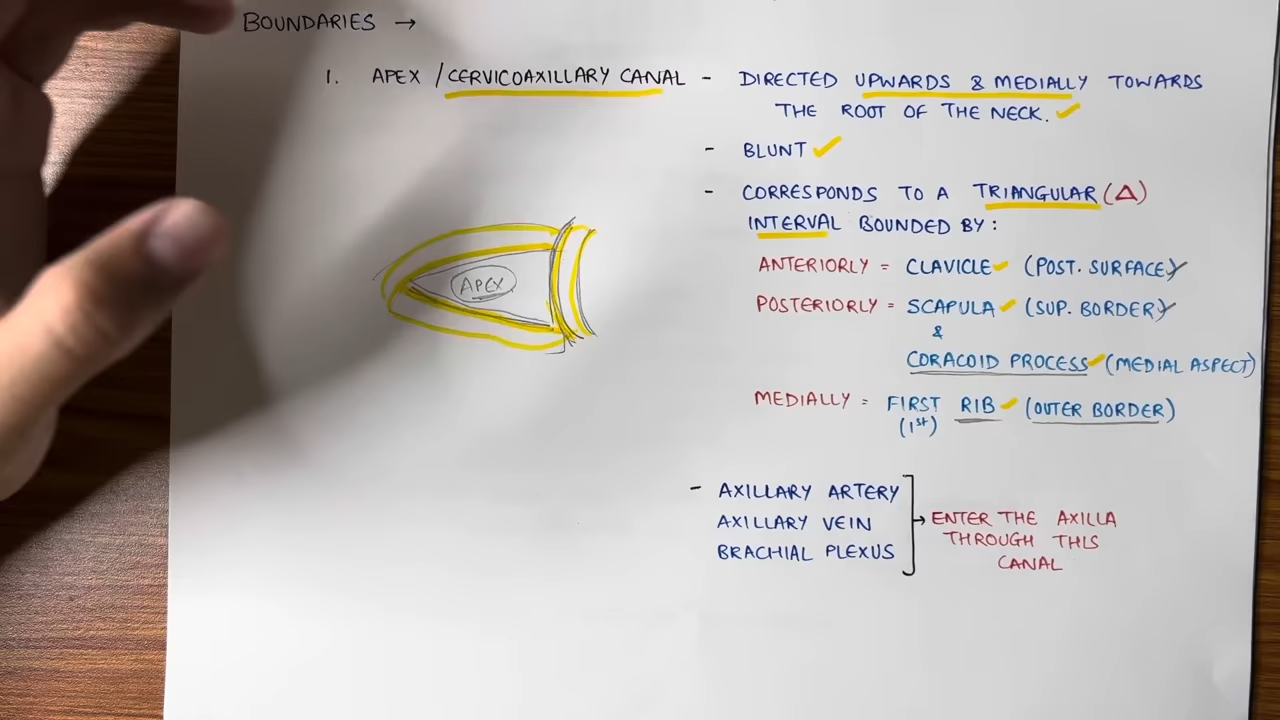 BOUNDARIES →
1. APEX / CERVICOAXILLARY CANAL - DIRECTED UPWARDS & MEDIALLY TOWARDS
THE ROOT OF THE NECK.
- BLUNT
- CORRESPONDS TO A TRIANGULAR (Δ)
INTERVAL BOUNDED BY:
ANTERIORLY = CLAVICLE (POST. SURFACE)
POSTERIORLY = SCAPULA (SUP. BORDER)
&
CORACOID PROCESS (MEDIAL ASPECT)
MEDIALLY = FIRST RIB (OUTER BORDER)
(1st)
APEX
- AXILLARY ARTERY
AXILLARY VEIN
BRACHIAL PLEXUS
→ ENTER THE AXILLA
THROUGH THIS
CANAL